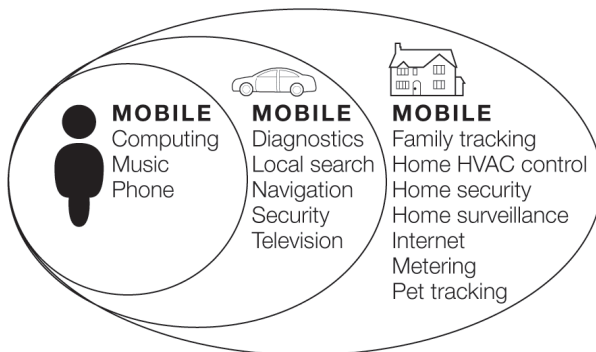 MOBILE
Computing
Music
Phone
MOBILE
Diagnostics
Local search
Navigation
Security
Television
MOBILE
Family tracking
Home HVAC control
Home security
Home surveillance
Internet
Metering
Pet tracking